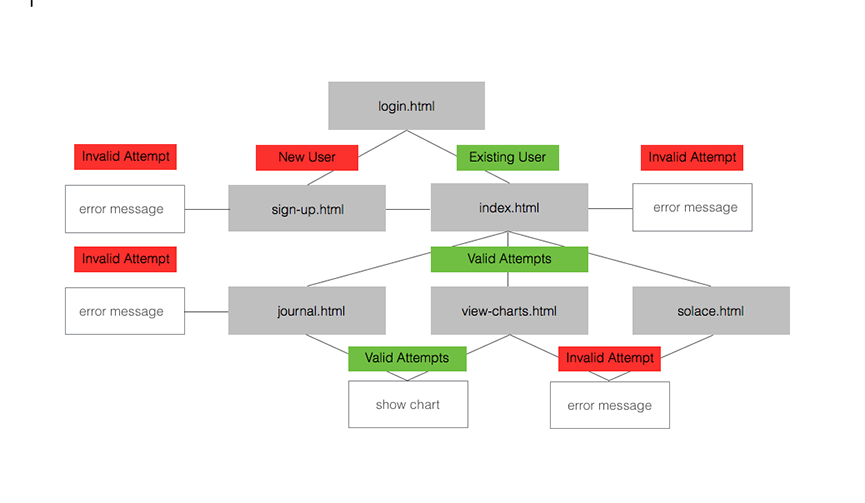 login.html
Invalid Attempt
New User
Existing User
Invalid Attempt
error message
sign-up.html
index.html
error message
Invalid Attempt
Valid Attempts
error message
journal.html
view-charts.html
solace.html
Valid Attempts
Invalid Attempt
show chart
error message